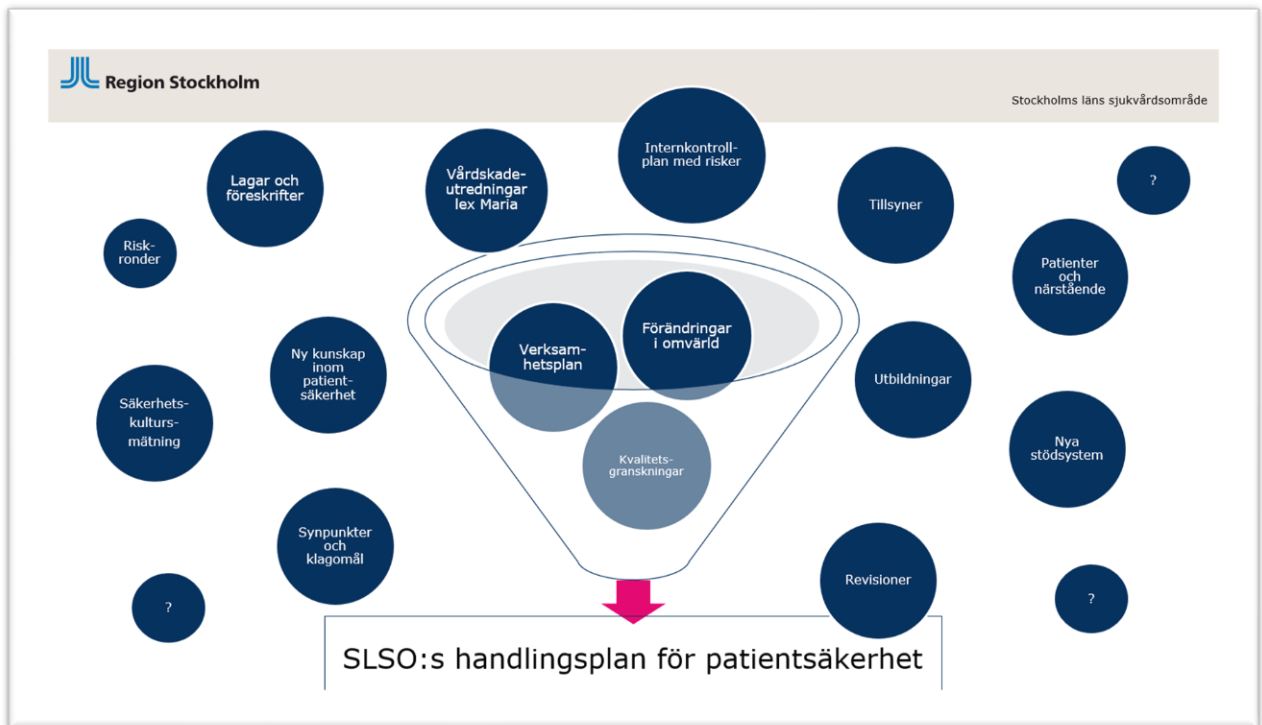 Region Stockholm
Stockholms läns sjukvårdsområde
Lagar och
föreskrifter
Vårdskade-
utredningar
lex Maria
Internkontroll-
plan med risker
Tillsyner
?
Risk-
ronder
Patienter
och
närstående
Ny kunskap
inom
patient-
säkerhet
Verksam-
hetsplan
Förändringar
i omvärld
Utbildningar
Säkerhets-
kulturs-
mätning
Kvalitets-
granskningar
Nya
stödsystem
Synpunkter
och
klagomål
Revisioner
?
?
SLSO:s handlingsplan för patientsäkerhet